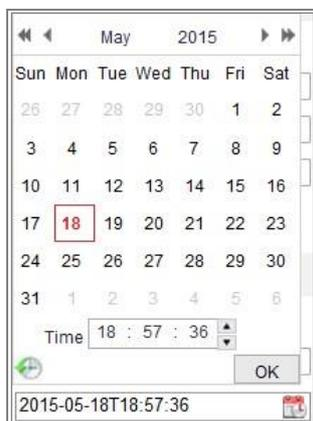 May 2015
Sun Mon Tue Wed Thu Fri Sat
26 27 28 29 30 1 2
3 4 5 6 7 8 9
10 11 12 13 14 15 16
17 18 19 20 21 22 23
24 25 26 27 28 29 30
31 1 2 3 4 5 6
Time 18 : 57 : 36
OK
2015-05-18T18:57:36